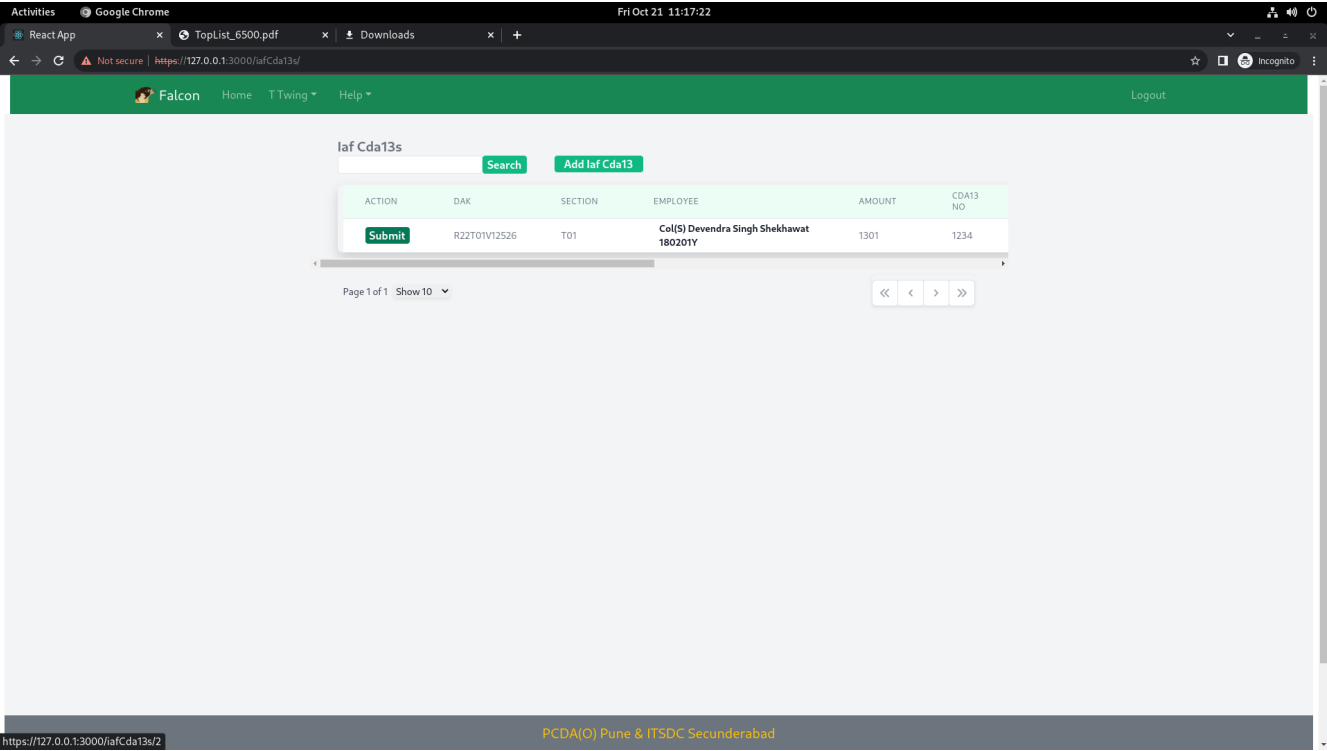 Activities Google Chrome Fri Oct 21 11:17:22
React App TopList_6500.pdf Downloads
Not secure https://127.0.0.1:3000/iafCda13s/ Incognito
Falcon Home T Twing Help Logout
Iaf Cda13s
Search Add Iaf Cda13
ACTION DAK SECTION EMPLOYEE AMOUNT CDA13
NO
Submit R22T01V12526 T01 Col(S) Devendra Singh Shekhawat 1301 1234
180201Y
Page 1 of 1 Show 10
PCDA(O) Pune & ITSDC Secunderabad
https://127.0.0.1:3000/iafCda13s/2